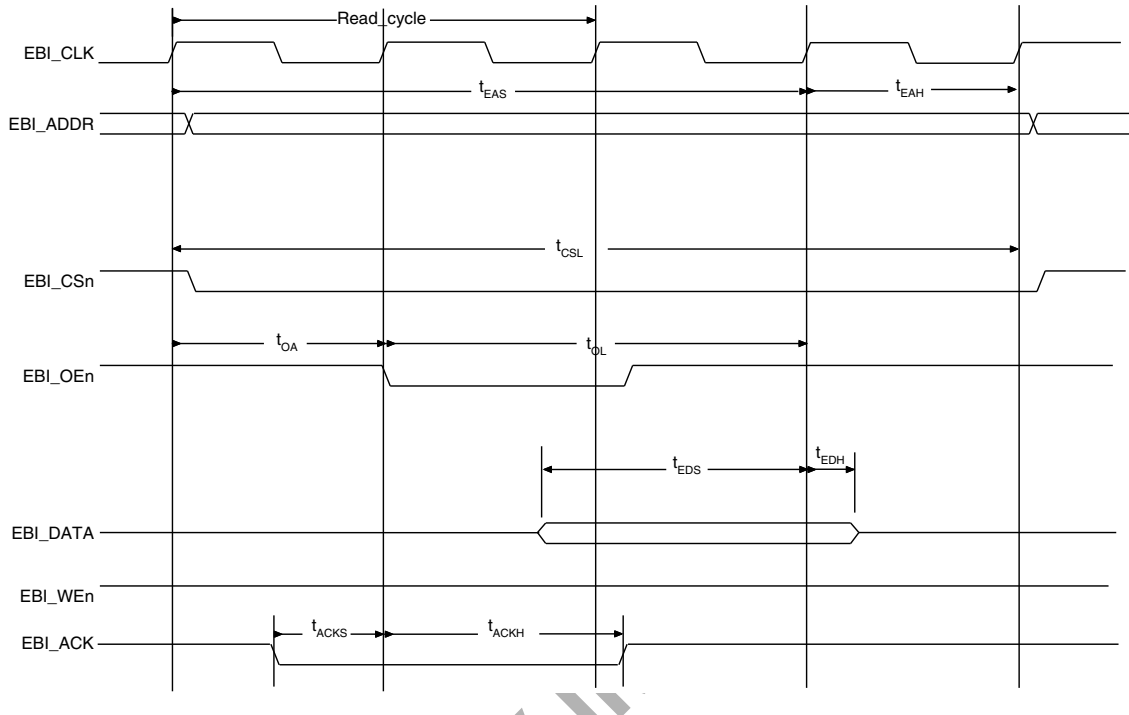 Read_cycle
EBI_CLK
tEAS
tEAH
EBI_ADDR
tCSL
EBI_CSn
tOA
tOL
EBI_OEn
tEDS
tEDH
EBI_DATA
EBI_WEn
EBI_ACK
tACKS
tACKH